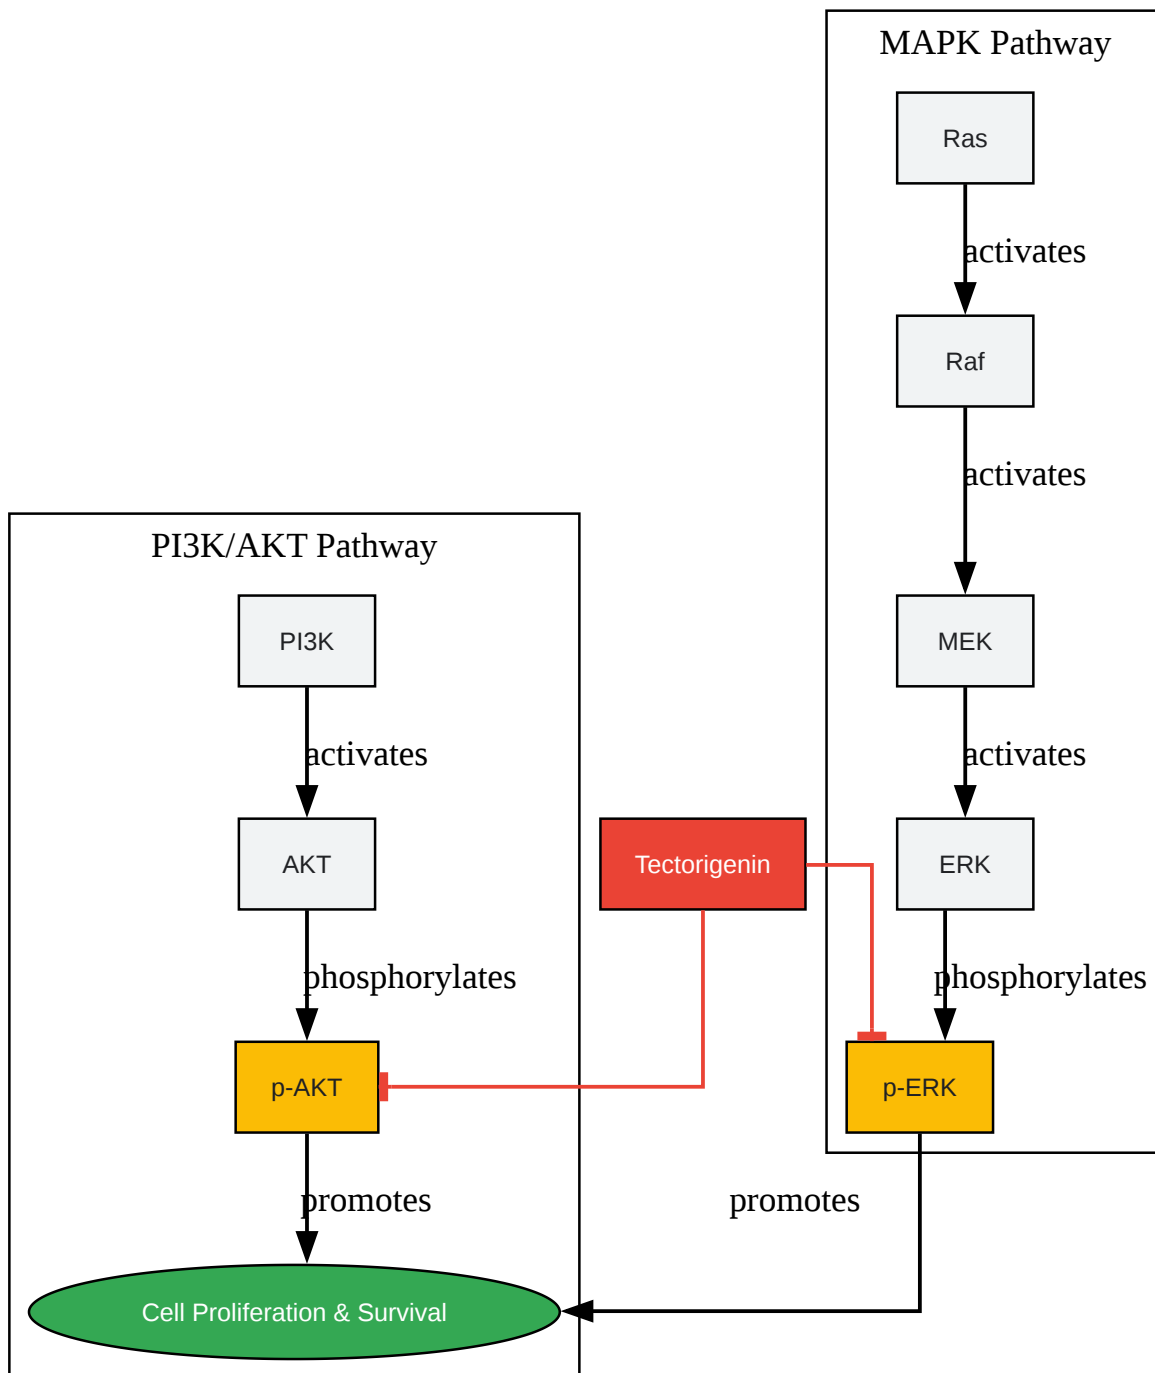 MAPK Pathway
Ras
activates
Raf
activates
PI3K/AKT Pathway
PI3K
MEK
activates
activates
AKT
Tectorigenin
ERK
phosphorylates
phosphorylates
p-AKT
p-ERK
promotes
promotes
Cell Proliferation & Survival